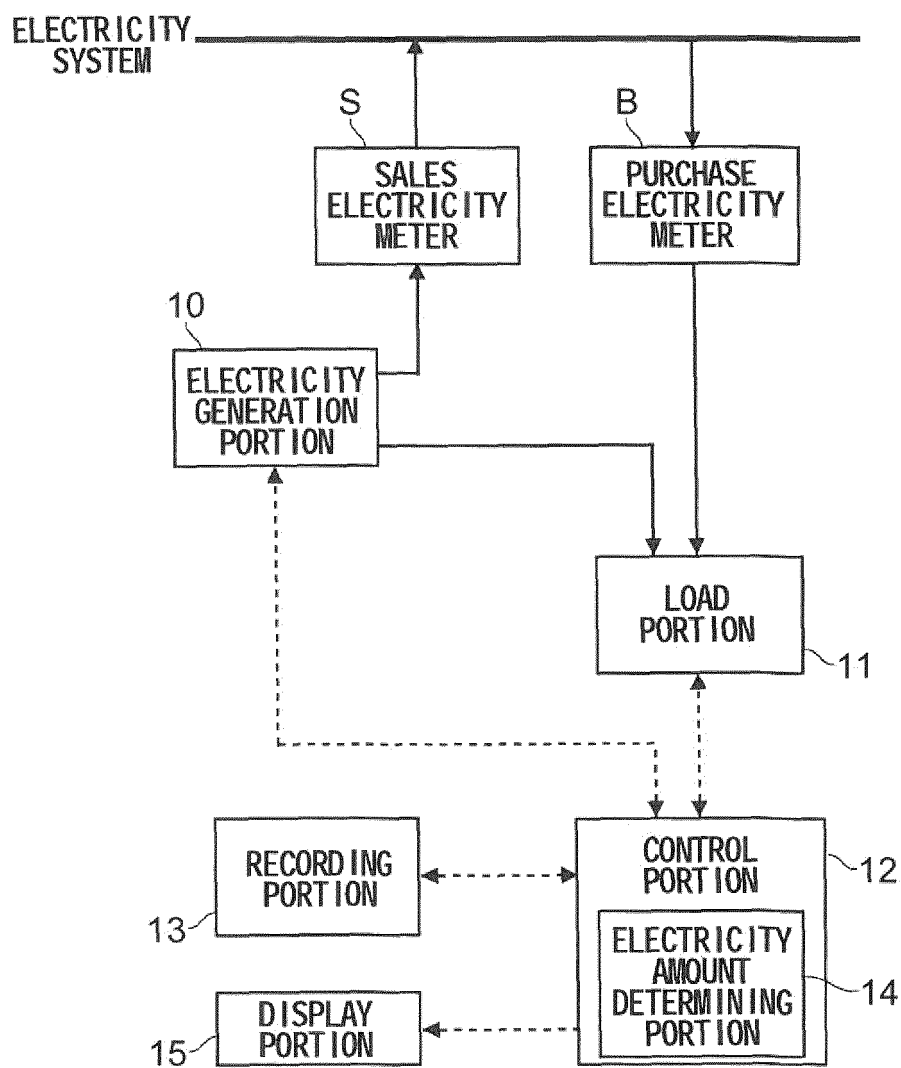 ELECTRICITY
SYSTEM
S
B
SALES
ELECTRICITY
METER
PURCHASE
ELECTRICITY
METER
10
ELECTRICITY
GENERATION
PORTION
LOAD
PORTION
11
RECORDING
PORTION
13
CONTROL
PORTION
12
ELECTRICITY
AMOUNT
DETERMINING
PORTION
14
DISPLAY
PORTION
15